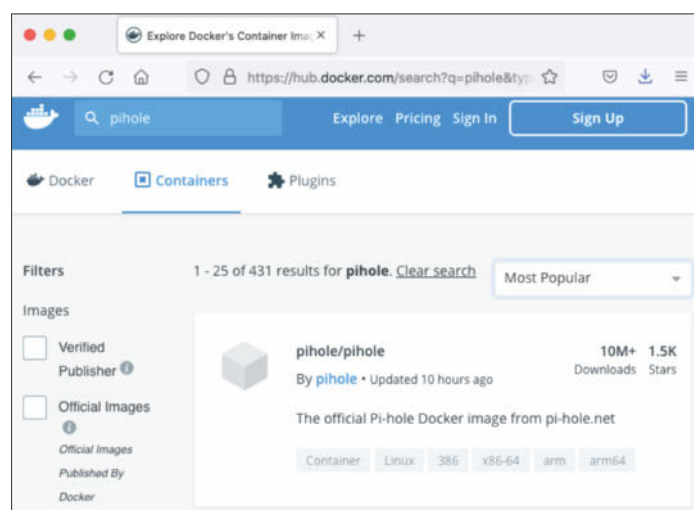 Explore Docker's Container Ima
https://hub.docker.com/search?q=pihole&ty
pihole
Explore Pricing Sign In
Sign Up
Docker
Containers
Plugins
Filters
1 - 25 of 431 results for pihole. Clear search
Most Popular
Images
Verified
Publisher
Official Images
Official Images
Published By
Docker
pihole/pihole
10M+ 1.5K
By pihole • Updated 10 hours ago
Downloads Stars
The official Pi-hole Docker image from pi-hole.net
Container Linux 386 x86-64 arm arm64